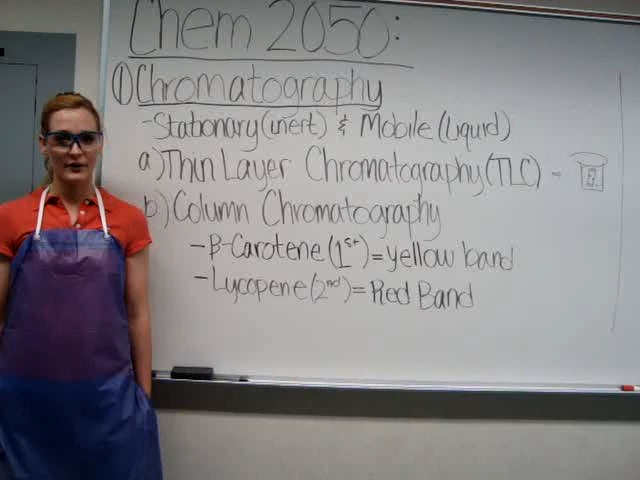 Chem 2050:
① Chromatography
- Stationary (inert) & Mobile (Liquid)
a) Thin Layer Chromatography (TLC) -
b) Column Chromatography
- β-Carotene (1st) = yellow band
- Lycopene (2nd) = Red Band